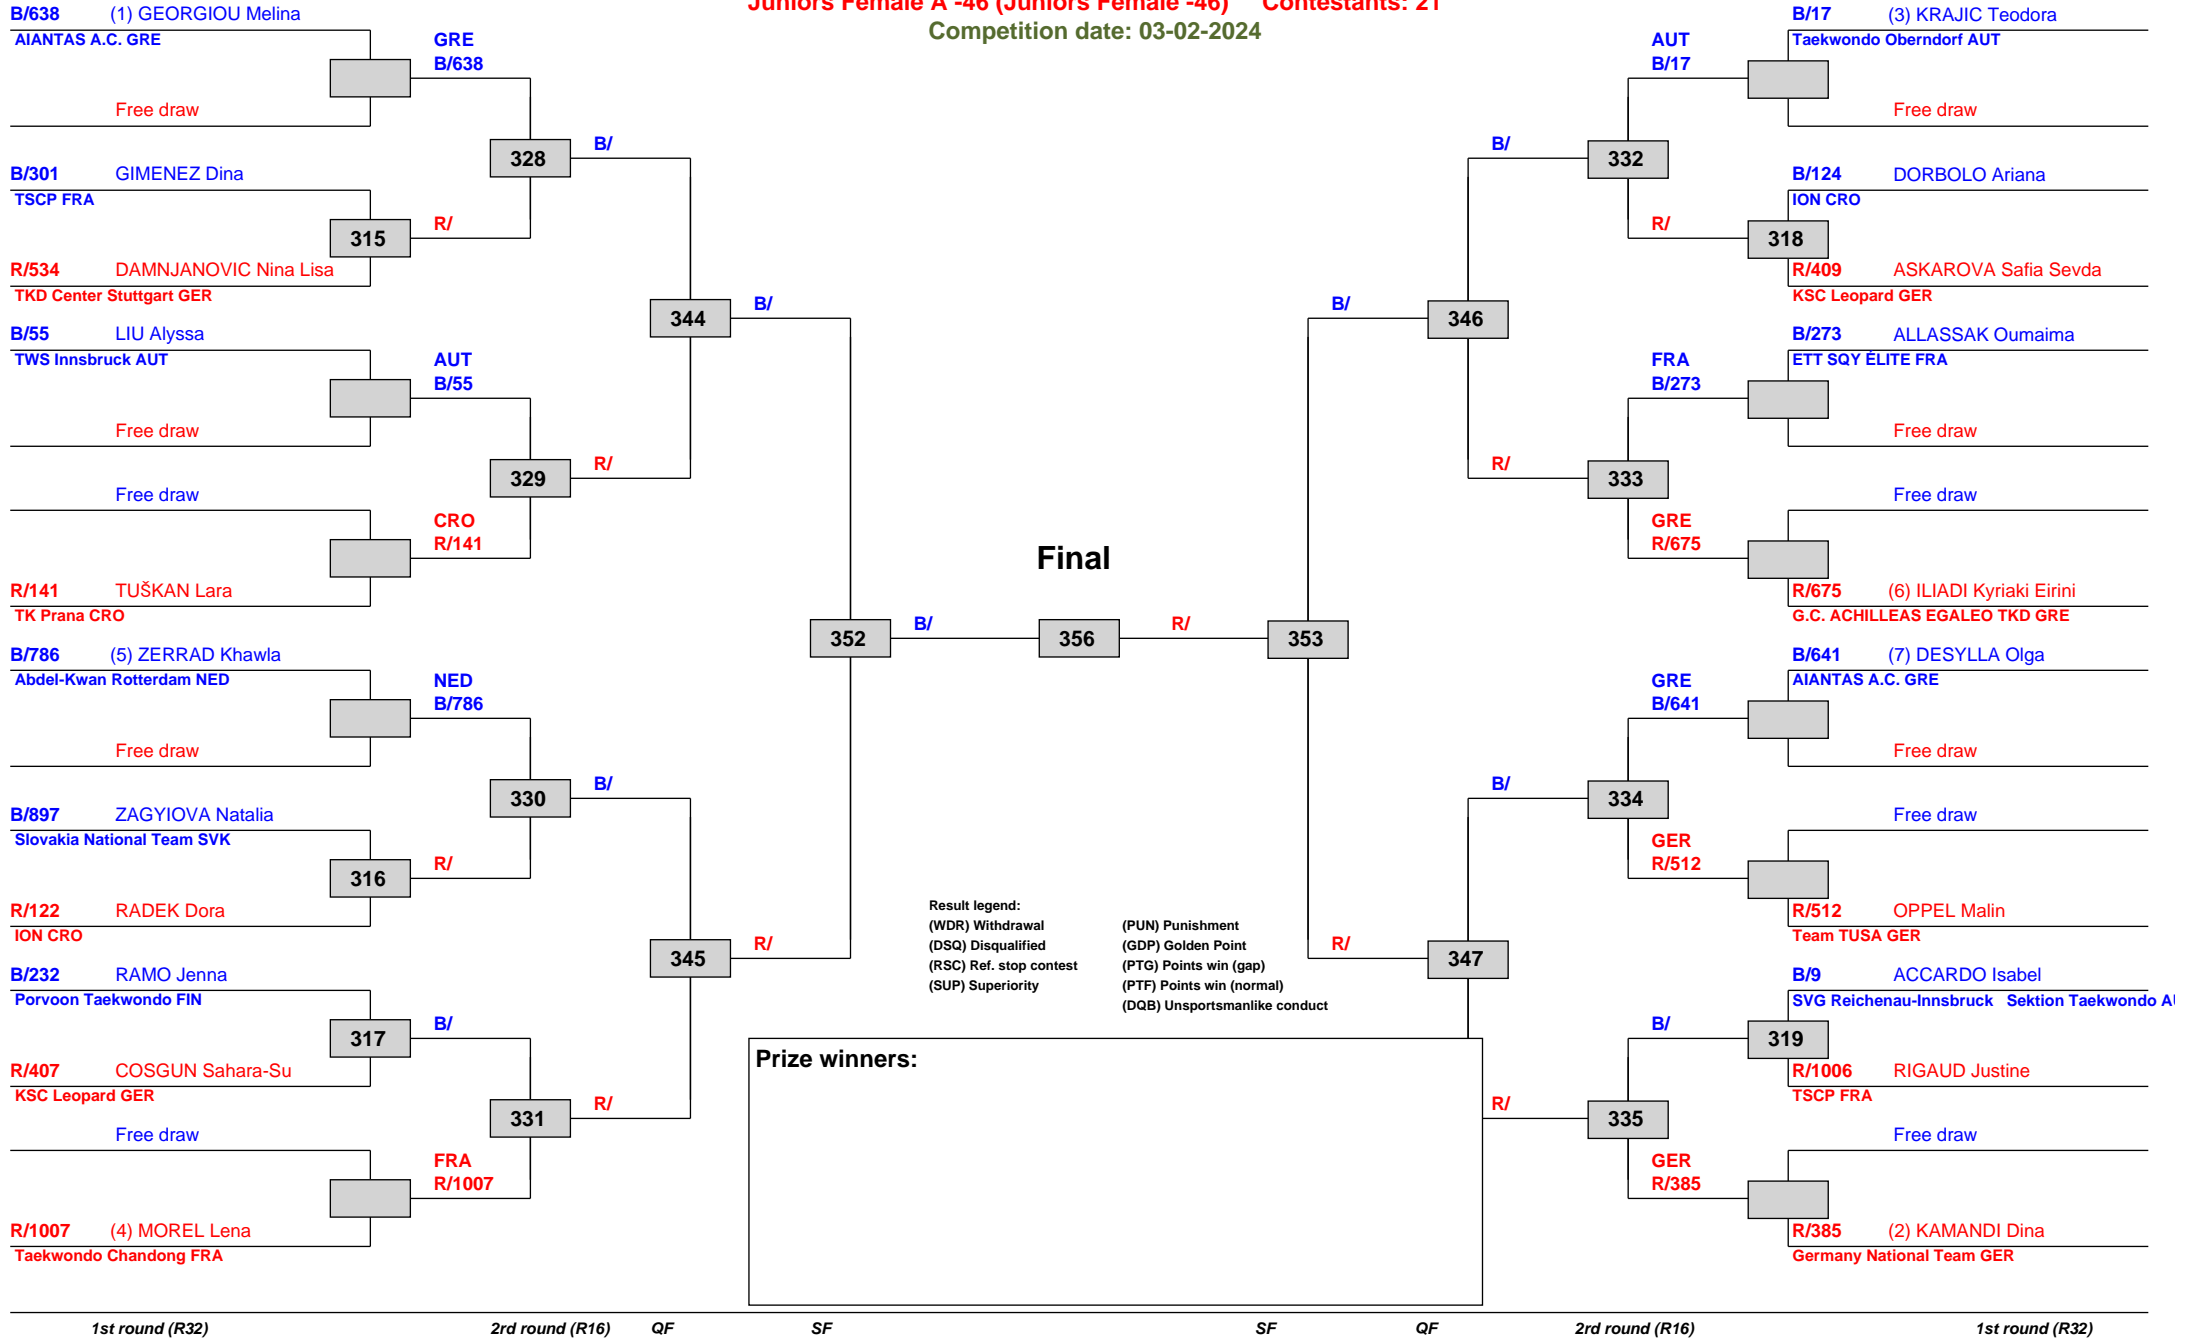 Juniors Female A -46 (Juniors Female -46) Contestants: 21
Competition date: 03-02-2024
B/638 (1) GEORGIOU Melina
AIANTAS A.C. GRE
GRE
B/638
Free draw
328
B/
B/301 GIMENEZ Dina
TSCP FRA
315
R/
R/534 DAMNJANOVIC Nina Lisa
TKD Center Stuttgart GER
344
B/
B/55 LIU Alyssa
TWS Innsbruck AUT
AUT
B/55
Free draw
329
R/
Free draw
CRO
R/141
R/141 TUŠKAN Lara
TK Prana CRO
352
B/
B/786 (5) ZERRAD Khawla
Abdel-Kwan Rotterdam NED
NED
B/786
Free draw
330
B/
B/897 ZAGYIOVA Natalia
Slovakia National Team SVK
316
R/
R/122 RADEK Dora
ION CRO
345
R/
B/232 RAMO Jenna
Porvoon Taekwondo FIN
317
B/
R/407 COSGUN Sahara-Su
KSC Leopard GER
331
R/
Free draw
FRA
R/1007
R/1007 (4) MOREL Lena
Taekwondo Chandong FRA
Final
356
R/
353
B/17 (3) KRAJIC Teodora
Taekwondo Oberndorf AUT
AUT
B/17
Free draw
B/
332
B/124 DORBOLO Ariana
ION CRO
R/
318
R/409 ASKAROVA Safia Sevda
KSC Leopard GER
B/
346
B/273 ALLASSAK Oumaima
ETT SQY ÉLITE FRA
FRA
B/273
Free draw
R/
333
Free draw
GRE
R/675
R/675 (6) ILIADI Kyriaki Eirini
G.C. ACHILLEAS EGALEO TKD GRE
B/641 (7) DESYLLA Olga
AIANTAS A.C. GRE
GRE
B/641
Free draw
B/
334
Free draw
GER
R/512
R/512 OPPEL Malin
Team TUSA GER
R/
347
B/9 ACCARDO Isabel
SVG Reichenau-Innsbruck Sektion Taekwondo AU
B/
319
R/1006 RIGAUD Justine
TSCP FRA
R/
335
Free draw
GER
R/385
R/385 (2) KAMANDI Dina
Germany National Team GER
Result legend:
(WDR) Withdrawal (PUN) Punishment
(DSQ) Disqualified (GDP) Golden Point
(RSC) Ref. stop contest (PTG) Points win (gap)
(SUP) Superiority (PTF) Points win (normal)
(DQB) Unsportsmanlike conduct
Prize winners:
1st round (R32) 2rd round (R16) QF SF SF QF 2rd round (R16) 1st round (R32)